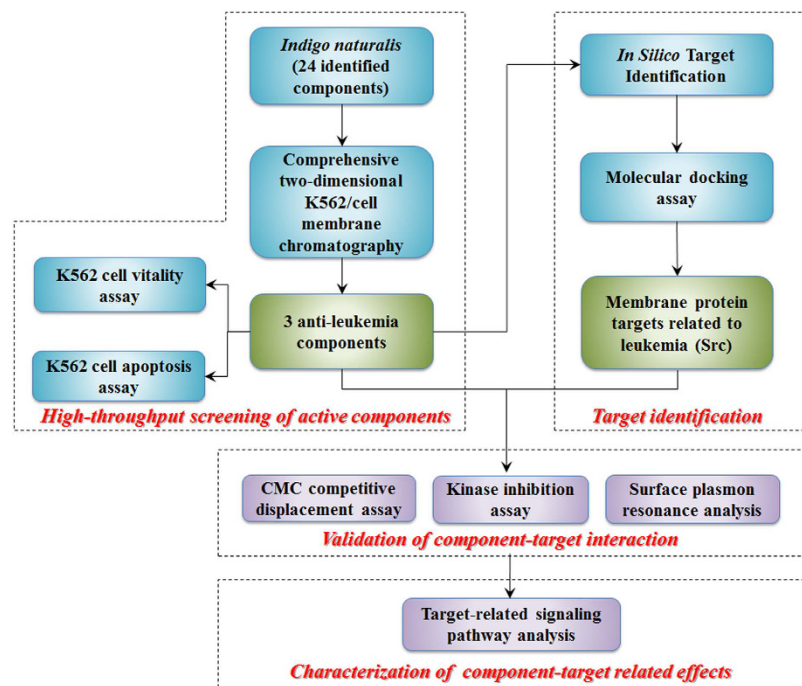 Indigo naturalis
(24 identified
components)
Comprehensive
two-dimensional
K562/cell
membrane
chromatography
K562 cell vitality
assay
3 anti-leukemia
components
K562 cell apoptosis
assay
High-throughput screening of active components
In Silico Target
Identification
Molecular docking
assay
Membrane protein
targets related to
leukemia (Src)
Target identification
CMC competitive
displacement assay
Kinase inhibition
assay
Surface plasmon
resonance analysis
Validation of component-target interaction
Target-related signaling
pathway analysis
Characterization of component-target related effects